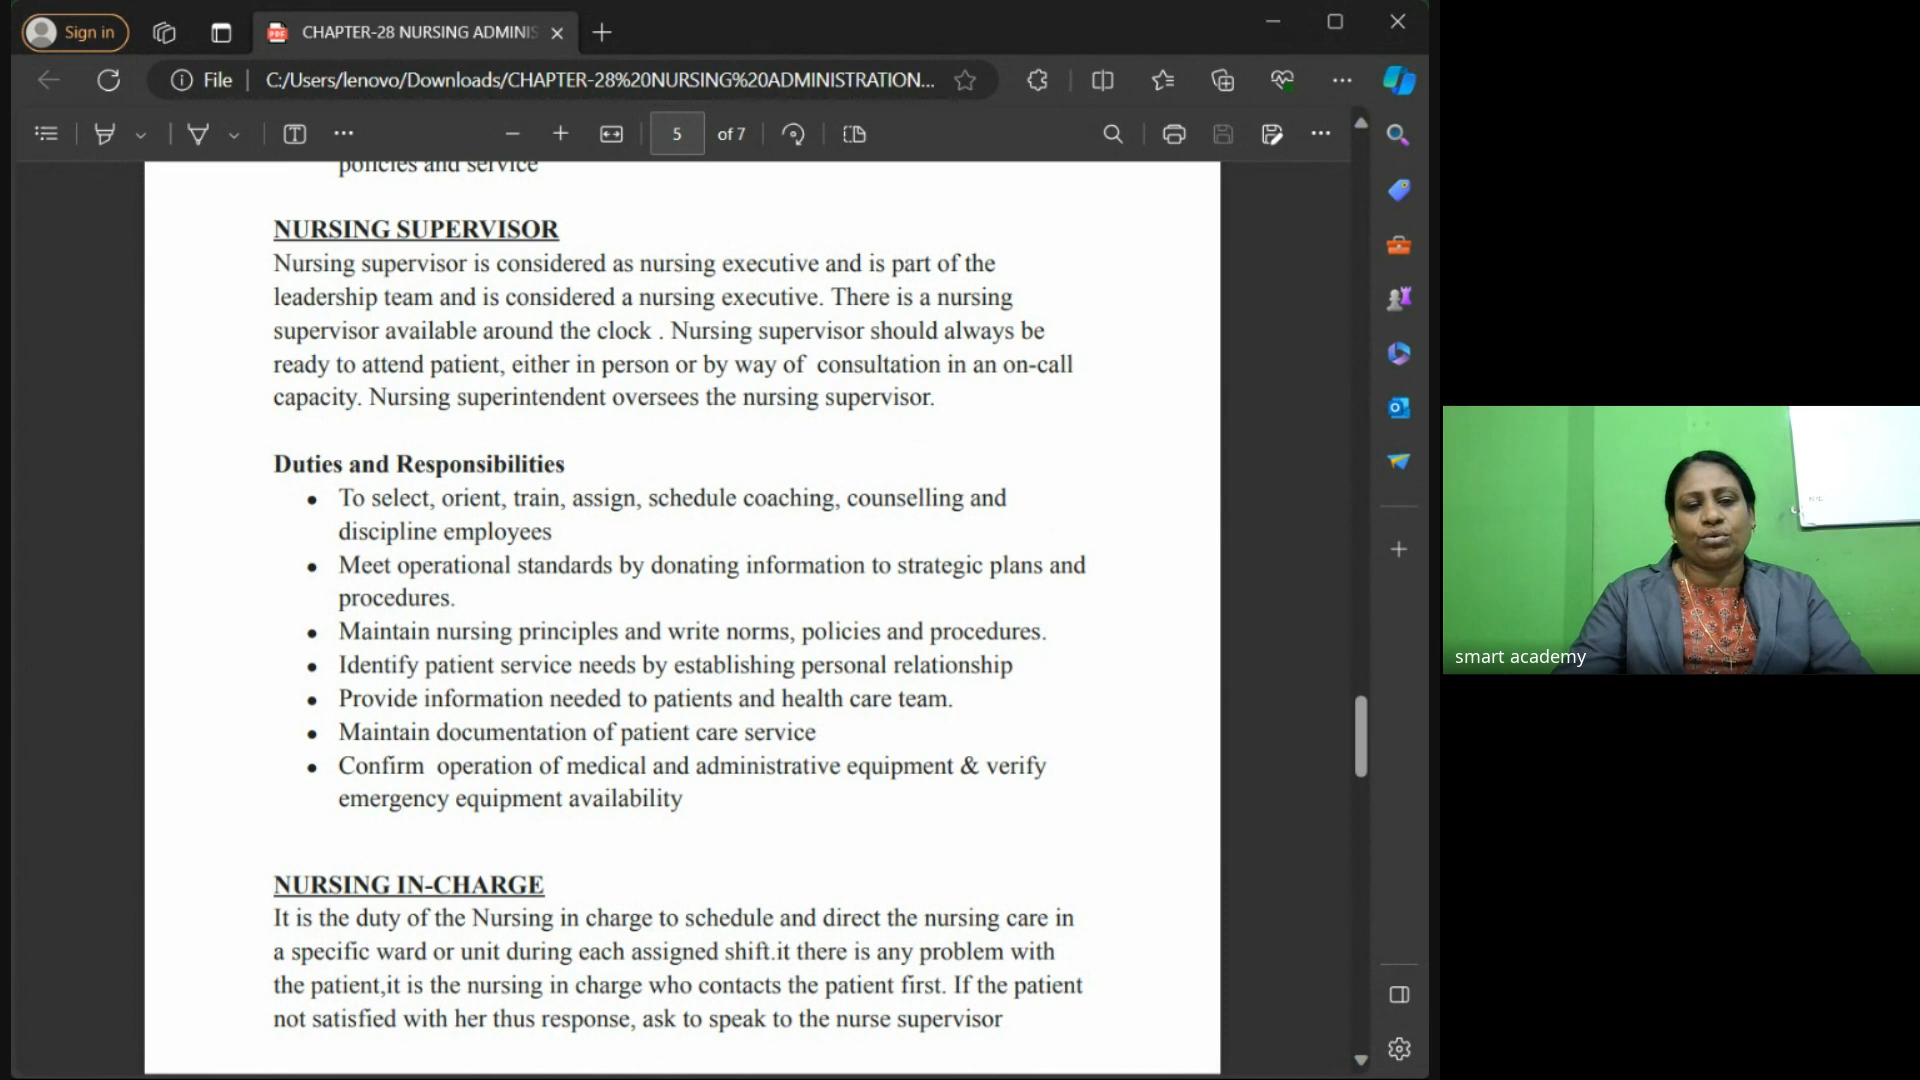 Sign in
CHAPTER-28 NURSING ADMINIS
File
C:/Users/lenovo/Downloads/CHAPTER-28%20NURSING%20ADMINISTRATION...
5 of 7
policies and service
NURSING SUPERVISOR
Nursing supervisor is considered as nursing executive and is part of the
leadership team and is considered a nursing executive. There is a nursing
supervisor available around the clock . Nursing supervisor should always be
ready to attend patient, either in person or by way of  consultation in an on-call
capacity. Nursing superintendent oversees the nursing supervisor.
Duties and Responsibilities
● To select, orient, train, assign, schedule coaching, counselling and
discipline employees
● Meet operational standards by donating information to strategic plans and
procedures.
● Maintain nursing principles and write norms, policies and procedures.
● Identify patient service needs by establishing personal relationship
● Provide information needed to patients and health care team.
● Maintain documentation of patient care service
● Confirm  operation of medical and administrative equipment & verify
emergency equipment availability
NURSING IN-CHARGE
It is the duty of the Nursing in charge to schedule and direct the nursing care in
a specific ward or unit during each assigned shift.it there is any problem with
the patient,it is the nursing in charge who contacts the patient first. If the patient
not satisfied with her thus response, ask to speak to the nurse supervisor
smart academy